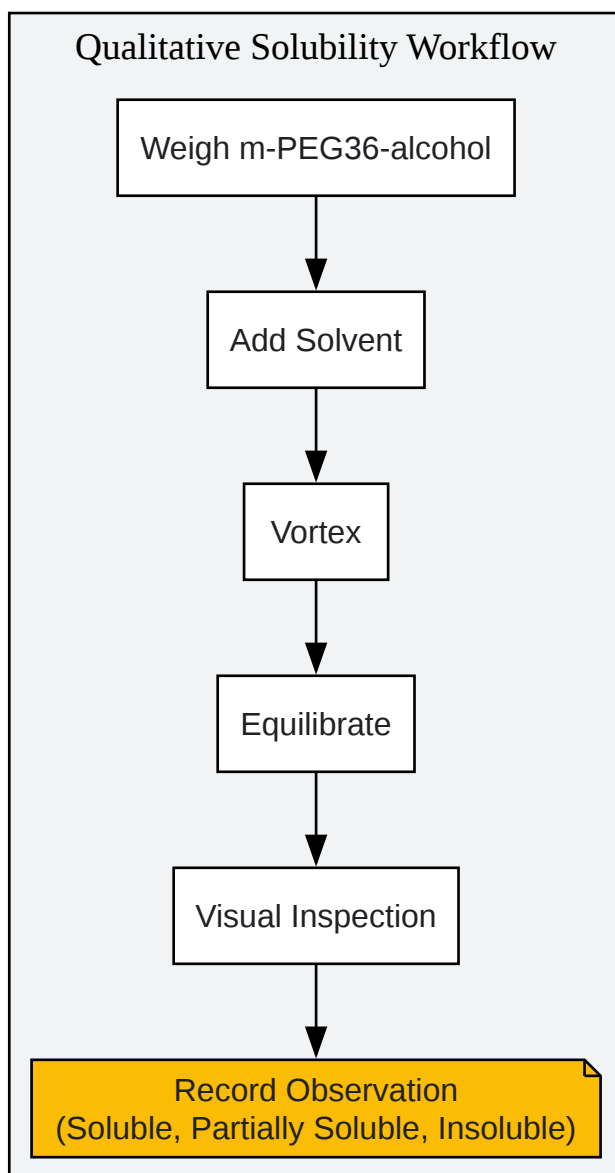 Qualitative Solubility Workflow
Weigh m-PEG36-alcohol
Add Solvent
Vortex
Equilibrate
Visual Inspection
Record Observation
(Soluble, Partially Soluble, Insoluble)